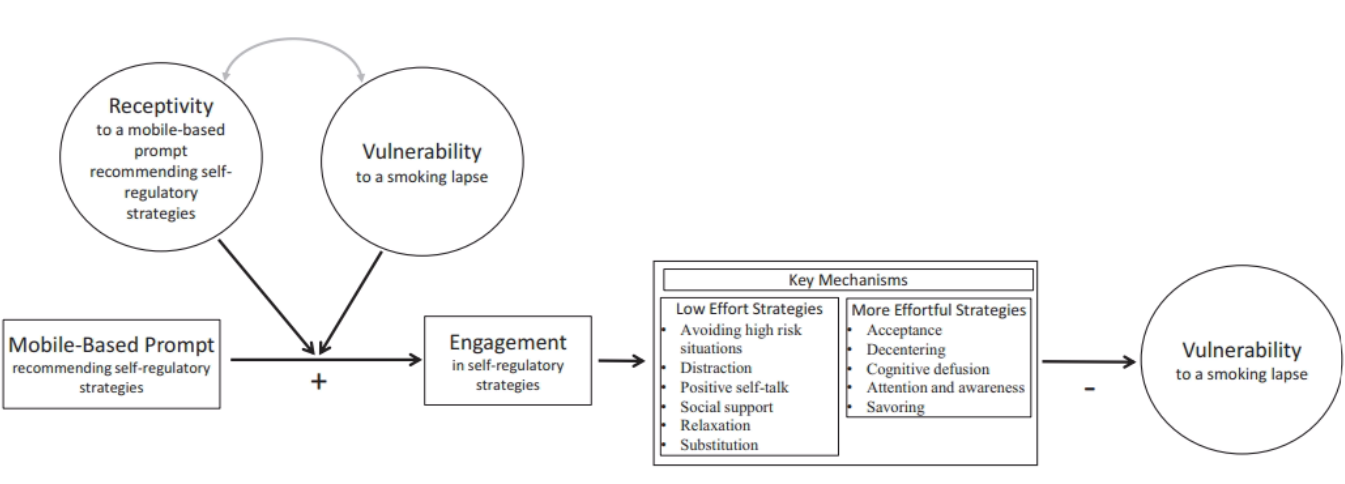 Receptivity
to a mobile-based
prompt
recommending self-
regulatory
strategies
Vulnerability
to a smoking lapse
Mobile-Based Prompt
recommending self-regulatory
strategies
+
Engagement
in self-regulatory
strategies
Key Mechanisms
Low Effort Strategies
• Avoiding high risk
situations
• Distraction
• Positive self-talk
• Social support
• Relaxation
• Substitution
More Effortful Strategies
• Acceptance
• Decentering
• Cognitive defusion
• Attention and awareness
• Savoring
-
Vulnerability
to a smoking lapse